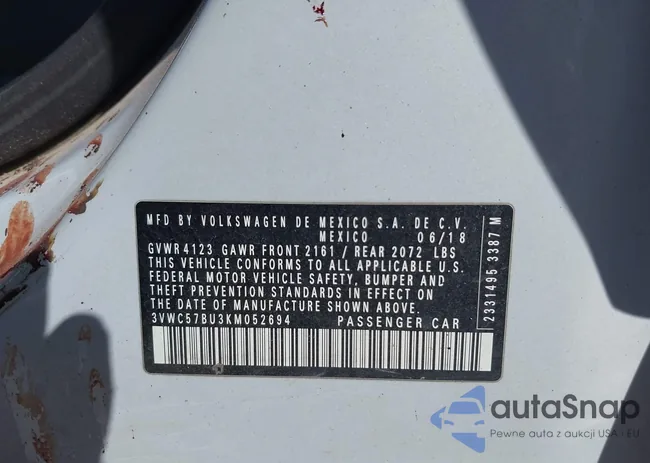 MFD BY VOLKSWAGEN DE MEXICO S.A. DE C.V.
MEXICO 06/18
GVWR 4123 GAWR FRONT 2161 / REAR 2072 LBS
THIS VEHICLE CONFORMS TO ALL APPLICABLE U.S.
FEDERAL MOTOR VEHICLE SAFETY, BUMPER AND
THEFT PREVENTION STANDARDS IN EFFECT ON
THE DATE OF MANUFACTURE SHOWN ABOVE.
3VWC57BU3KM052694 PASSENGER CAR
2331495 3387 M
autaSnap
Pewne auta z aukcji USA - EU